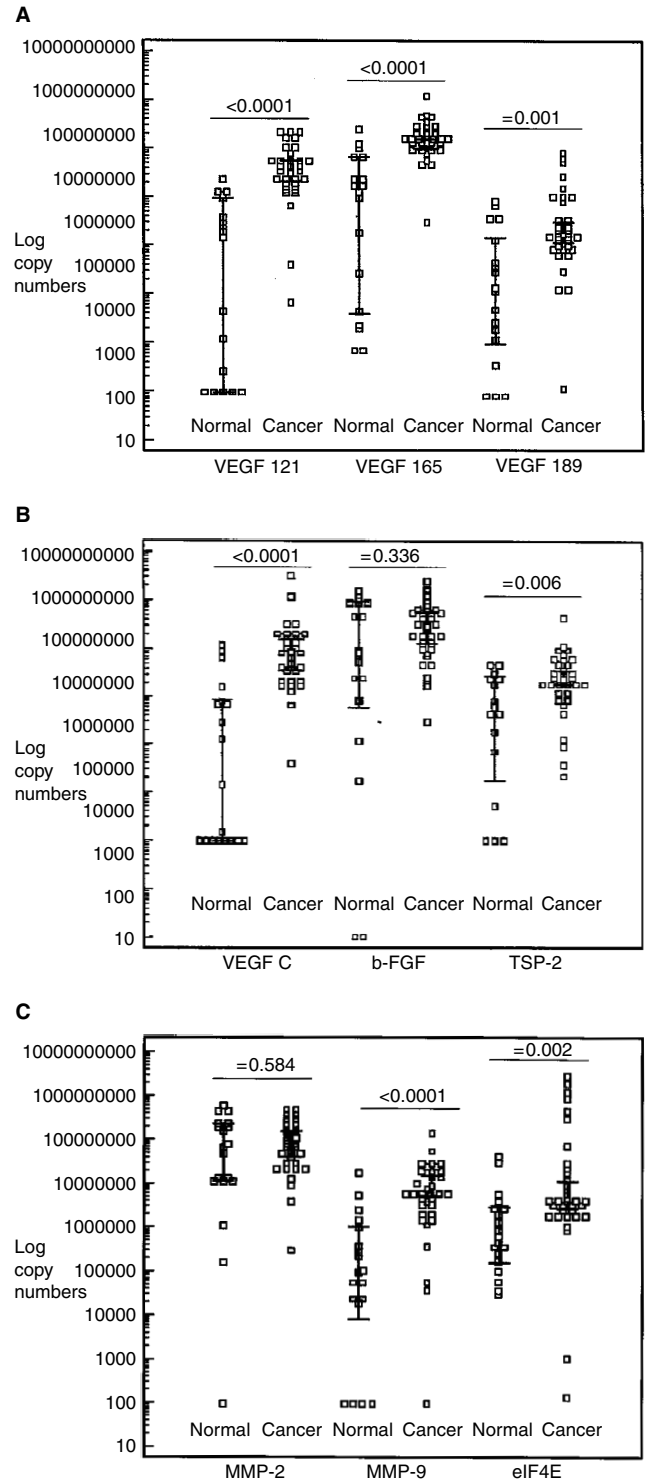 A
10000000000
1000000000
<0.0001
<0.0001
=0.001
100000000
10000000
1000000
Log
copy
numbers
100000
10000
1000
100
10
Normal Cancer Normal Cancer Normal Cancer
VEGF 121 VEGF 165 VEGF 189
B
10000000000
<0.0001 =0.336
=0.006
1000000000
100000000
10000000
1000000
Log
copy
numbers
100000
10000
1000
100
10
Normal Cancer Normal Cancer Normal Cancer
VEGF C b-FGF TSP-2
C
10000000000
=0.584
<0.0001
=0.002
1000000000
100000000
10000000
1000000
Log
copy
numbers
100000
10000
1000
100
10
Normal Cancer Normal Cancer Normal Cancer
MMP-2 MMP-9 eIF4E